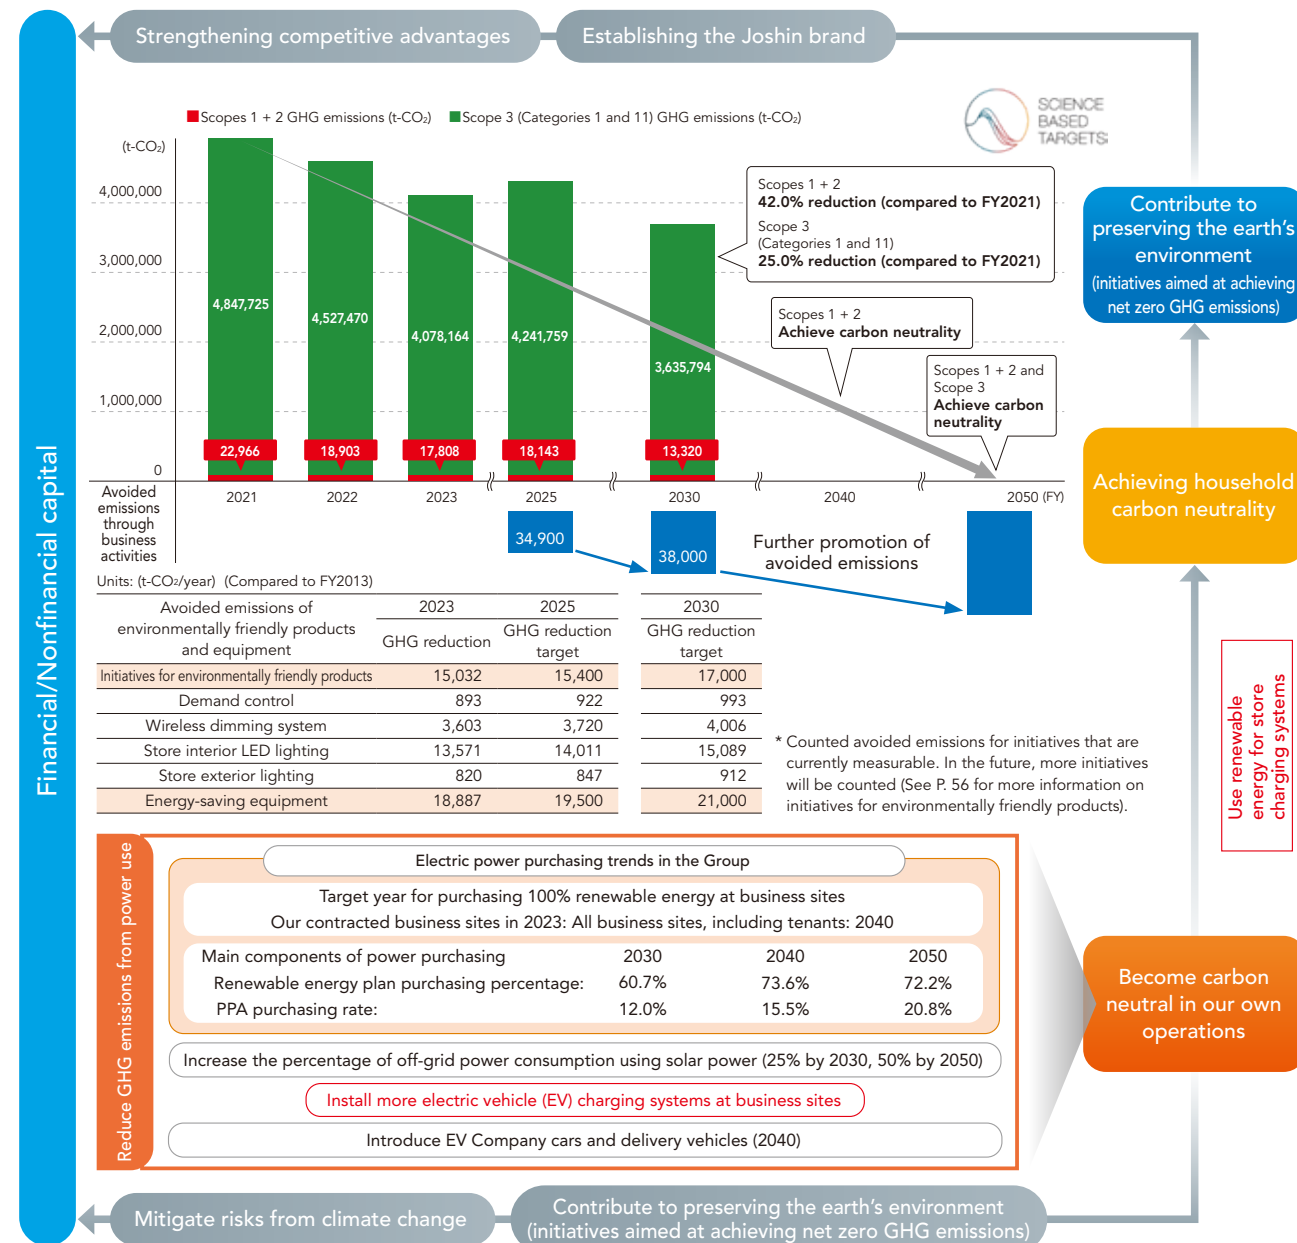 Strengthening competitive advantages
Establishing the Joshin brand
Scopes 1 + 2 GHG emissions (t-CO₂)
Scope 3 (Categories 1 and 11) GHG emissions (t-CO₂)
SCIENCE
BASED
TARGETS
(t-CO₂)
4,000,000
3,000,000
2,000,000
1,000,000
0
4,847,725
4,527,470
4,078,164
4,241,759
3,635,794
22,966
18,903
17,808
18,143
13,320
Scopes 1 + 2
42.0% reduction (compared to FY2021)
Scope 3
(Categories 1 and 11)
25.0% reduction (compared to FY2021)
Scopes 1 + 2
Achieve carbon neutrality
Scopes 1 + 2 and
Scope 3
Achieve carbon
neutrality
2021 2022 2023 2025 2030 2040 2050 (FY)
Avoided
emissions
through
business
activities
34,900
38,000
Further promotion of
avoided emissions
Units: (t-CO₂/year) (Compared to FY2013)
Avoided emissions of
environmentally friendly products
and equipment
2023 2025 2030
GHG reduction
GHG reduction
target
GHG reduction
target
Initiatives for environmentally friendly products 15,032 15,400 17,000
Demand control 893 922 993
Wireless dimming system 3,603 3,720 4,006
Store interior LED lighting 13,571 14,011 15,089
Store exterior lighting 820 847 912
Energy-saving equipment 18,887 19,500 21,000
* Counted avoided emissions for initiatives that are
currently measurable. In the future, more initiatives
will be counted (See P. 56 for more information on
initiatives for environmentally friendly products).
Reduce GHG emissions from power use
Electric power purchasing trends in the Group
Target year for purchasing 100% renewable energy at business sites
Our contracted business sites in 2023: All business sites, including tenants: 2040
Main components of power purchasing 2030 2040 2050
Renewable energy plan purchasing percentage: 60.7% 73.6% 72.2%
PPA purchasing rate: 12.0% 15.5% 20.8%
Increase the percentage of off-grid power consumption using solar power (25% by 2030, 50% by 2050)
Install more electric vehicle (EV) charging systems at business sites
Introduce EV Company cars and delivery vehicles (2040)
Contribute to
preserving the earth's
environment
(initiatives aimed at achieving
net zero GHG emissions)
Achieving household
carbon neutrality
Use renewable
energy for store
charging systems
Become carbon
neutral in our own
operations
Financial/Nonfinancial capital
Mitigate risks from climate change
Contribute to preserving the earth's environment
(initiatives aimed at achieving net zero GHG emissions)